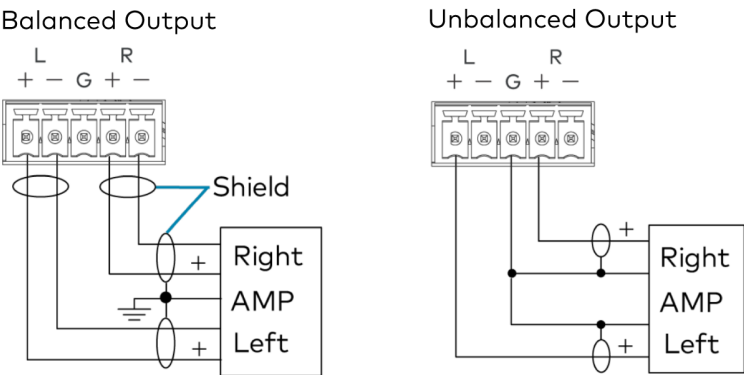 Balanced Output
L R
+ − G + −
Shield
+ Right
AMP
+ Left
Unbalanced Output
L R
+ − G + −
+
Right
AMP
+ Left